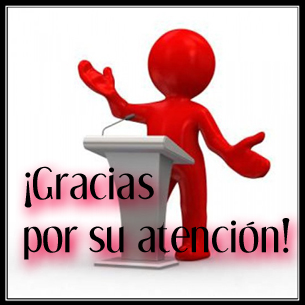 ¡Gracias
por su atención!